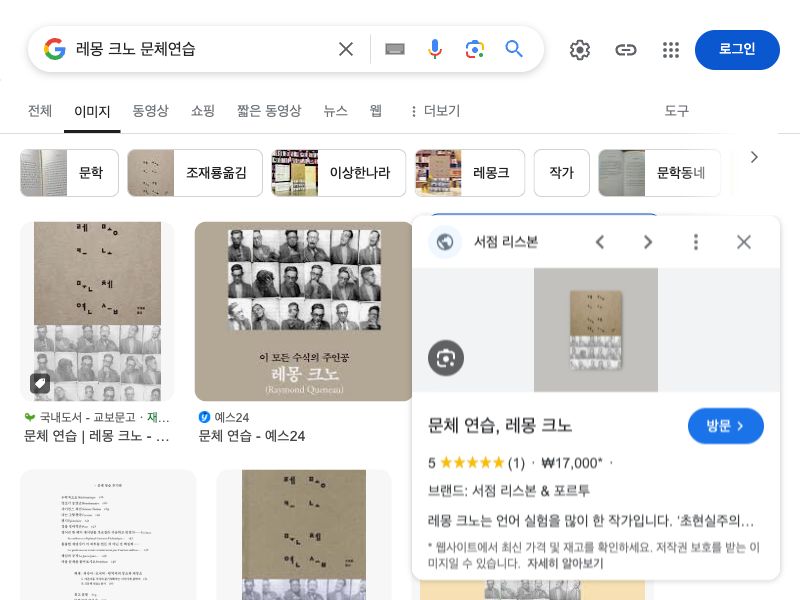 레몽 크노 문체연습
로그인
전체 이미지 동영상 쇼핑 짧은 동영상 뉴스 웹 더보기 도구
문학 조재룡옮김 이상한나라 레몽크 작가 문학동네
서점 리스본
이 모든 수식의 주인공
레몽 크노
(Raymond Queneau)
국내도서 - 교보문고 · 재...
문체 연습 | 레몽 크노 - ...
예스24
문체 연습 - 예스24
문체 연습, 레몽 크노
방문
5 ★★★★★ (1) · ₩17,000* ·
브랜드: 서점 리스본 & 포르투
레몽 크노는 언어 실험을 많이 한 작가입니다. '초현실주의...
* 웹사이트에서 최신 가격 및 재고를 확인하세요. 저작권 보호를 받는 이
미지일 수 있습니다. 자세히 알아보기